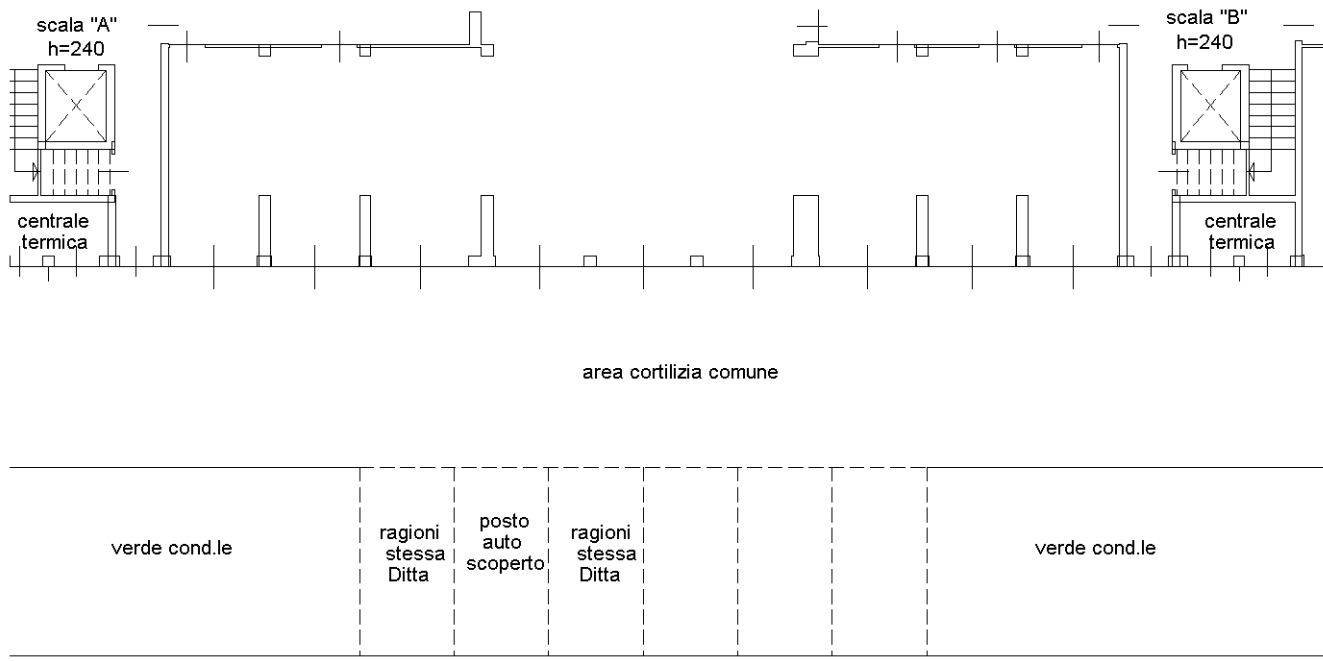 scala "A"
h=240
scala "B"
h=240
centrale
termica
centrale
termica
area cortilizia comune
verde cond.le
ragioni
stessa
Ditta
posto
auto
scoperto
ragioni
stessa
Ditta
verde cond.le